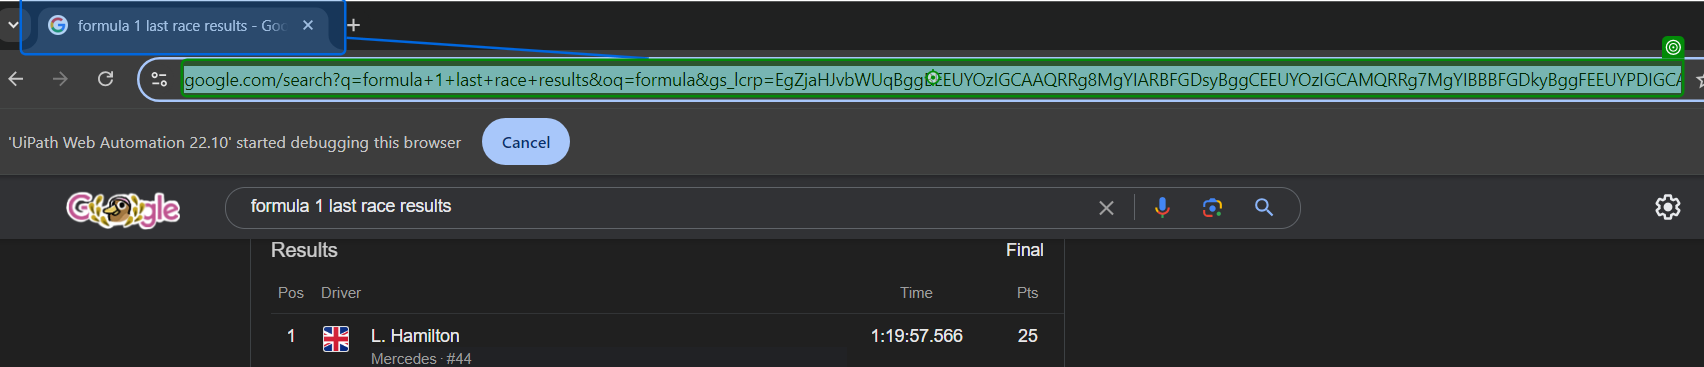 formula 1 last race results - Goo
google.com/search?q=formula+1+last+race+results&oq=formula&gs_lcrp=EgZjaHJvbWUqBggBEEUYOzIGCAAQRRg8MgYIARBFGDsyBggCEEUYOzIGCAMQRRg7MgYIBBBFGDkyBggFEEUYPDIGCA
'UiPath Web Automation 22.10' started debugging this browser
Cancel
Google
formula 1 last race results
Results Final
Pos Driver Time Pts
1 L. Hamilton 1:19:57.566 25
Mercedes · #44